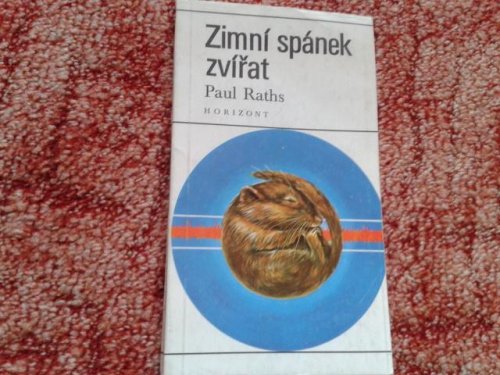 Zimní spánek
zvířat
Paul Raths
HORIZONT